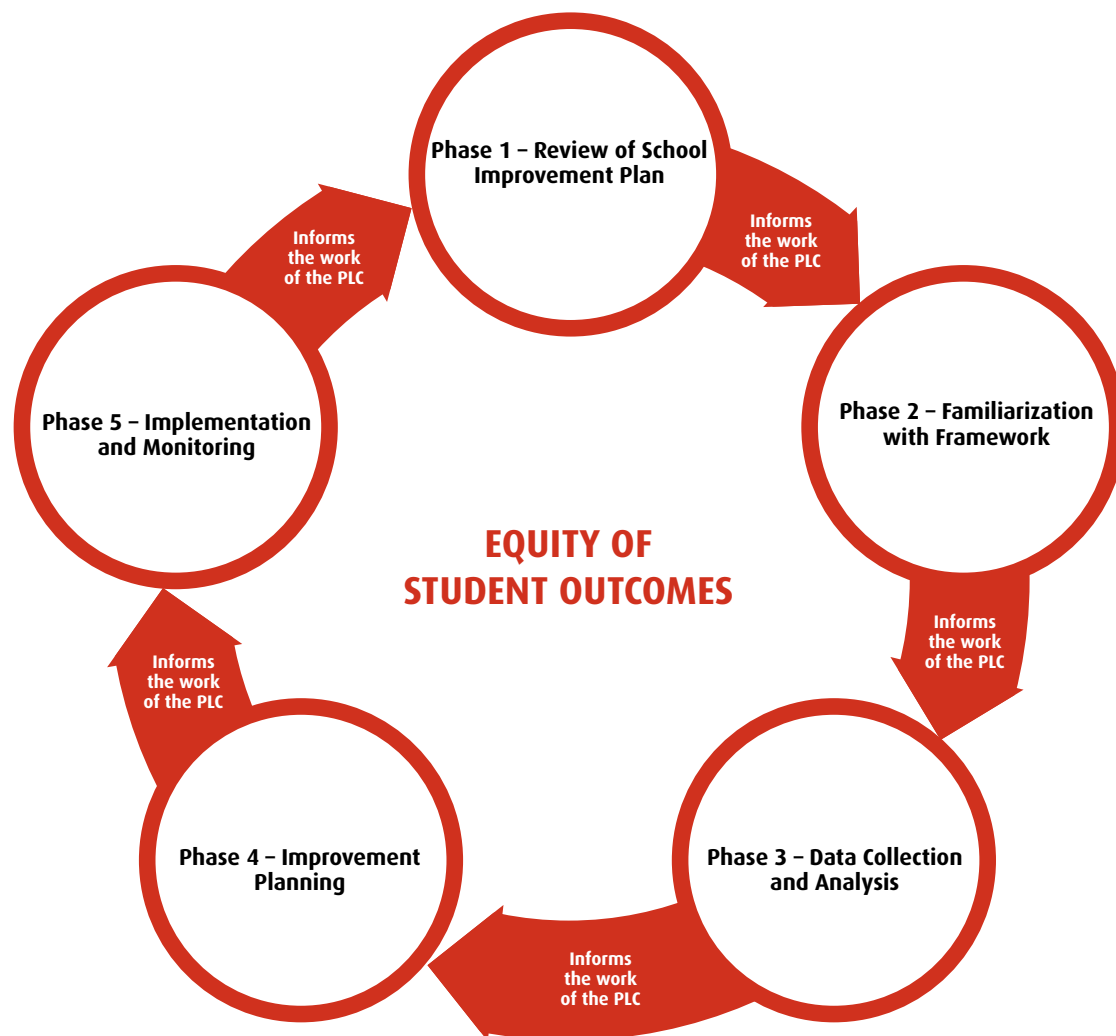 Phase 1 – Review of School
Improvement Plan
Informs
the work
of the PLC
Phase 2 – Familiarization
with Framework
Informs
the work
of the PLC
Phase 3 – Data Collection
and Analysis
Informs
the work
of the PLC
Phase 4 – Improvement
Planning
Informs
the work
of the PLC
Phase 5 – Implementation
and Monitoring
Informs
the work
of the PLC
EQUITY OF
STUDENT OUTCOMES